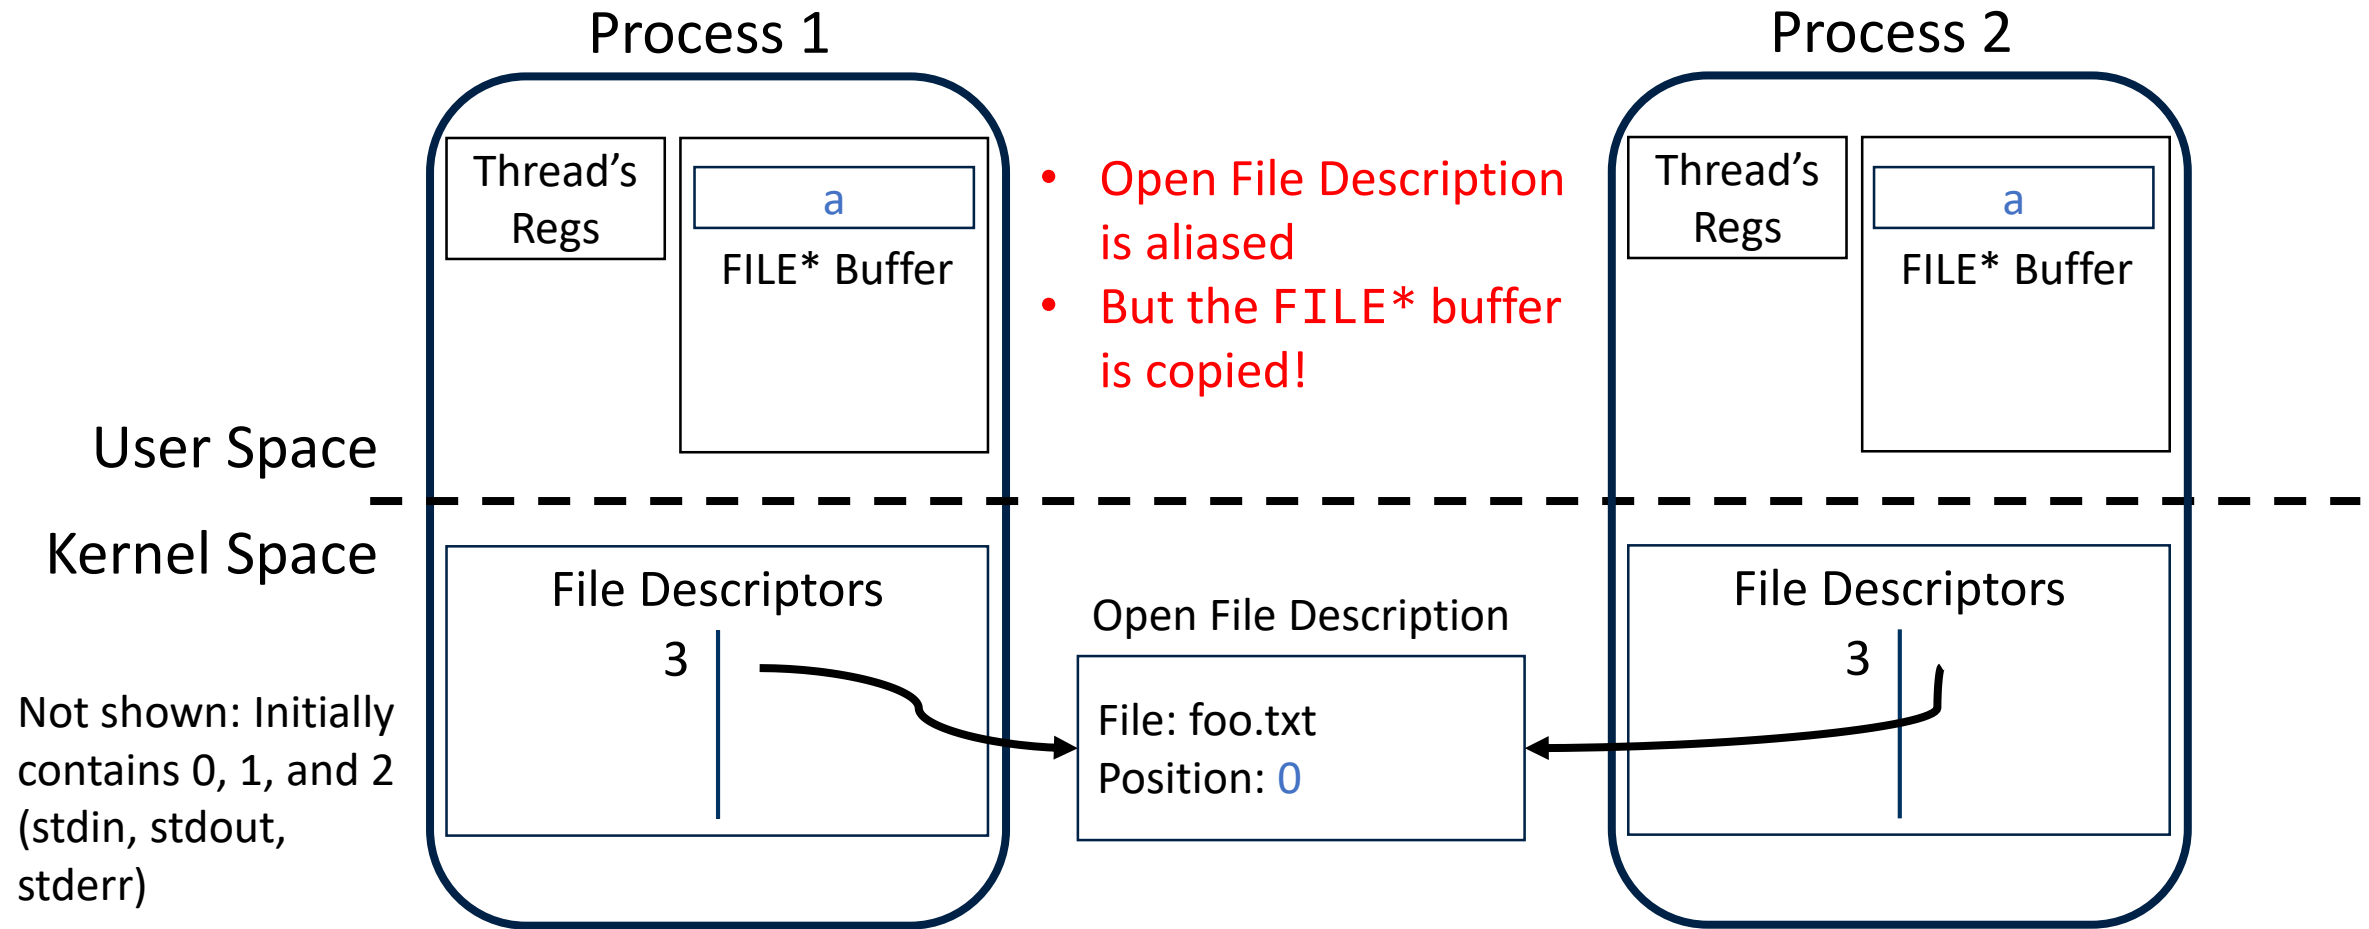 Process 1
Process 2
Thread’s
Regs
a
FILE* Buffer
• Open File Description
is aliased
• But the FILE* buffer
is copied!
Thread’s
Regs
a
FILE* Buffer
User Space
Kernel Space
File Descriptors
3
Open File Description
File: foo.txt
Position: 0
File Descriptors
3
Not shown: Initially
contains 0, 1, and 2
(stdin, stdout,
stderr)